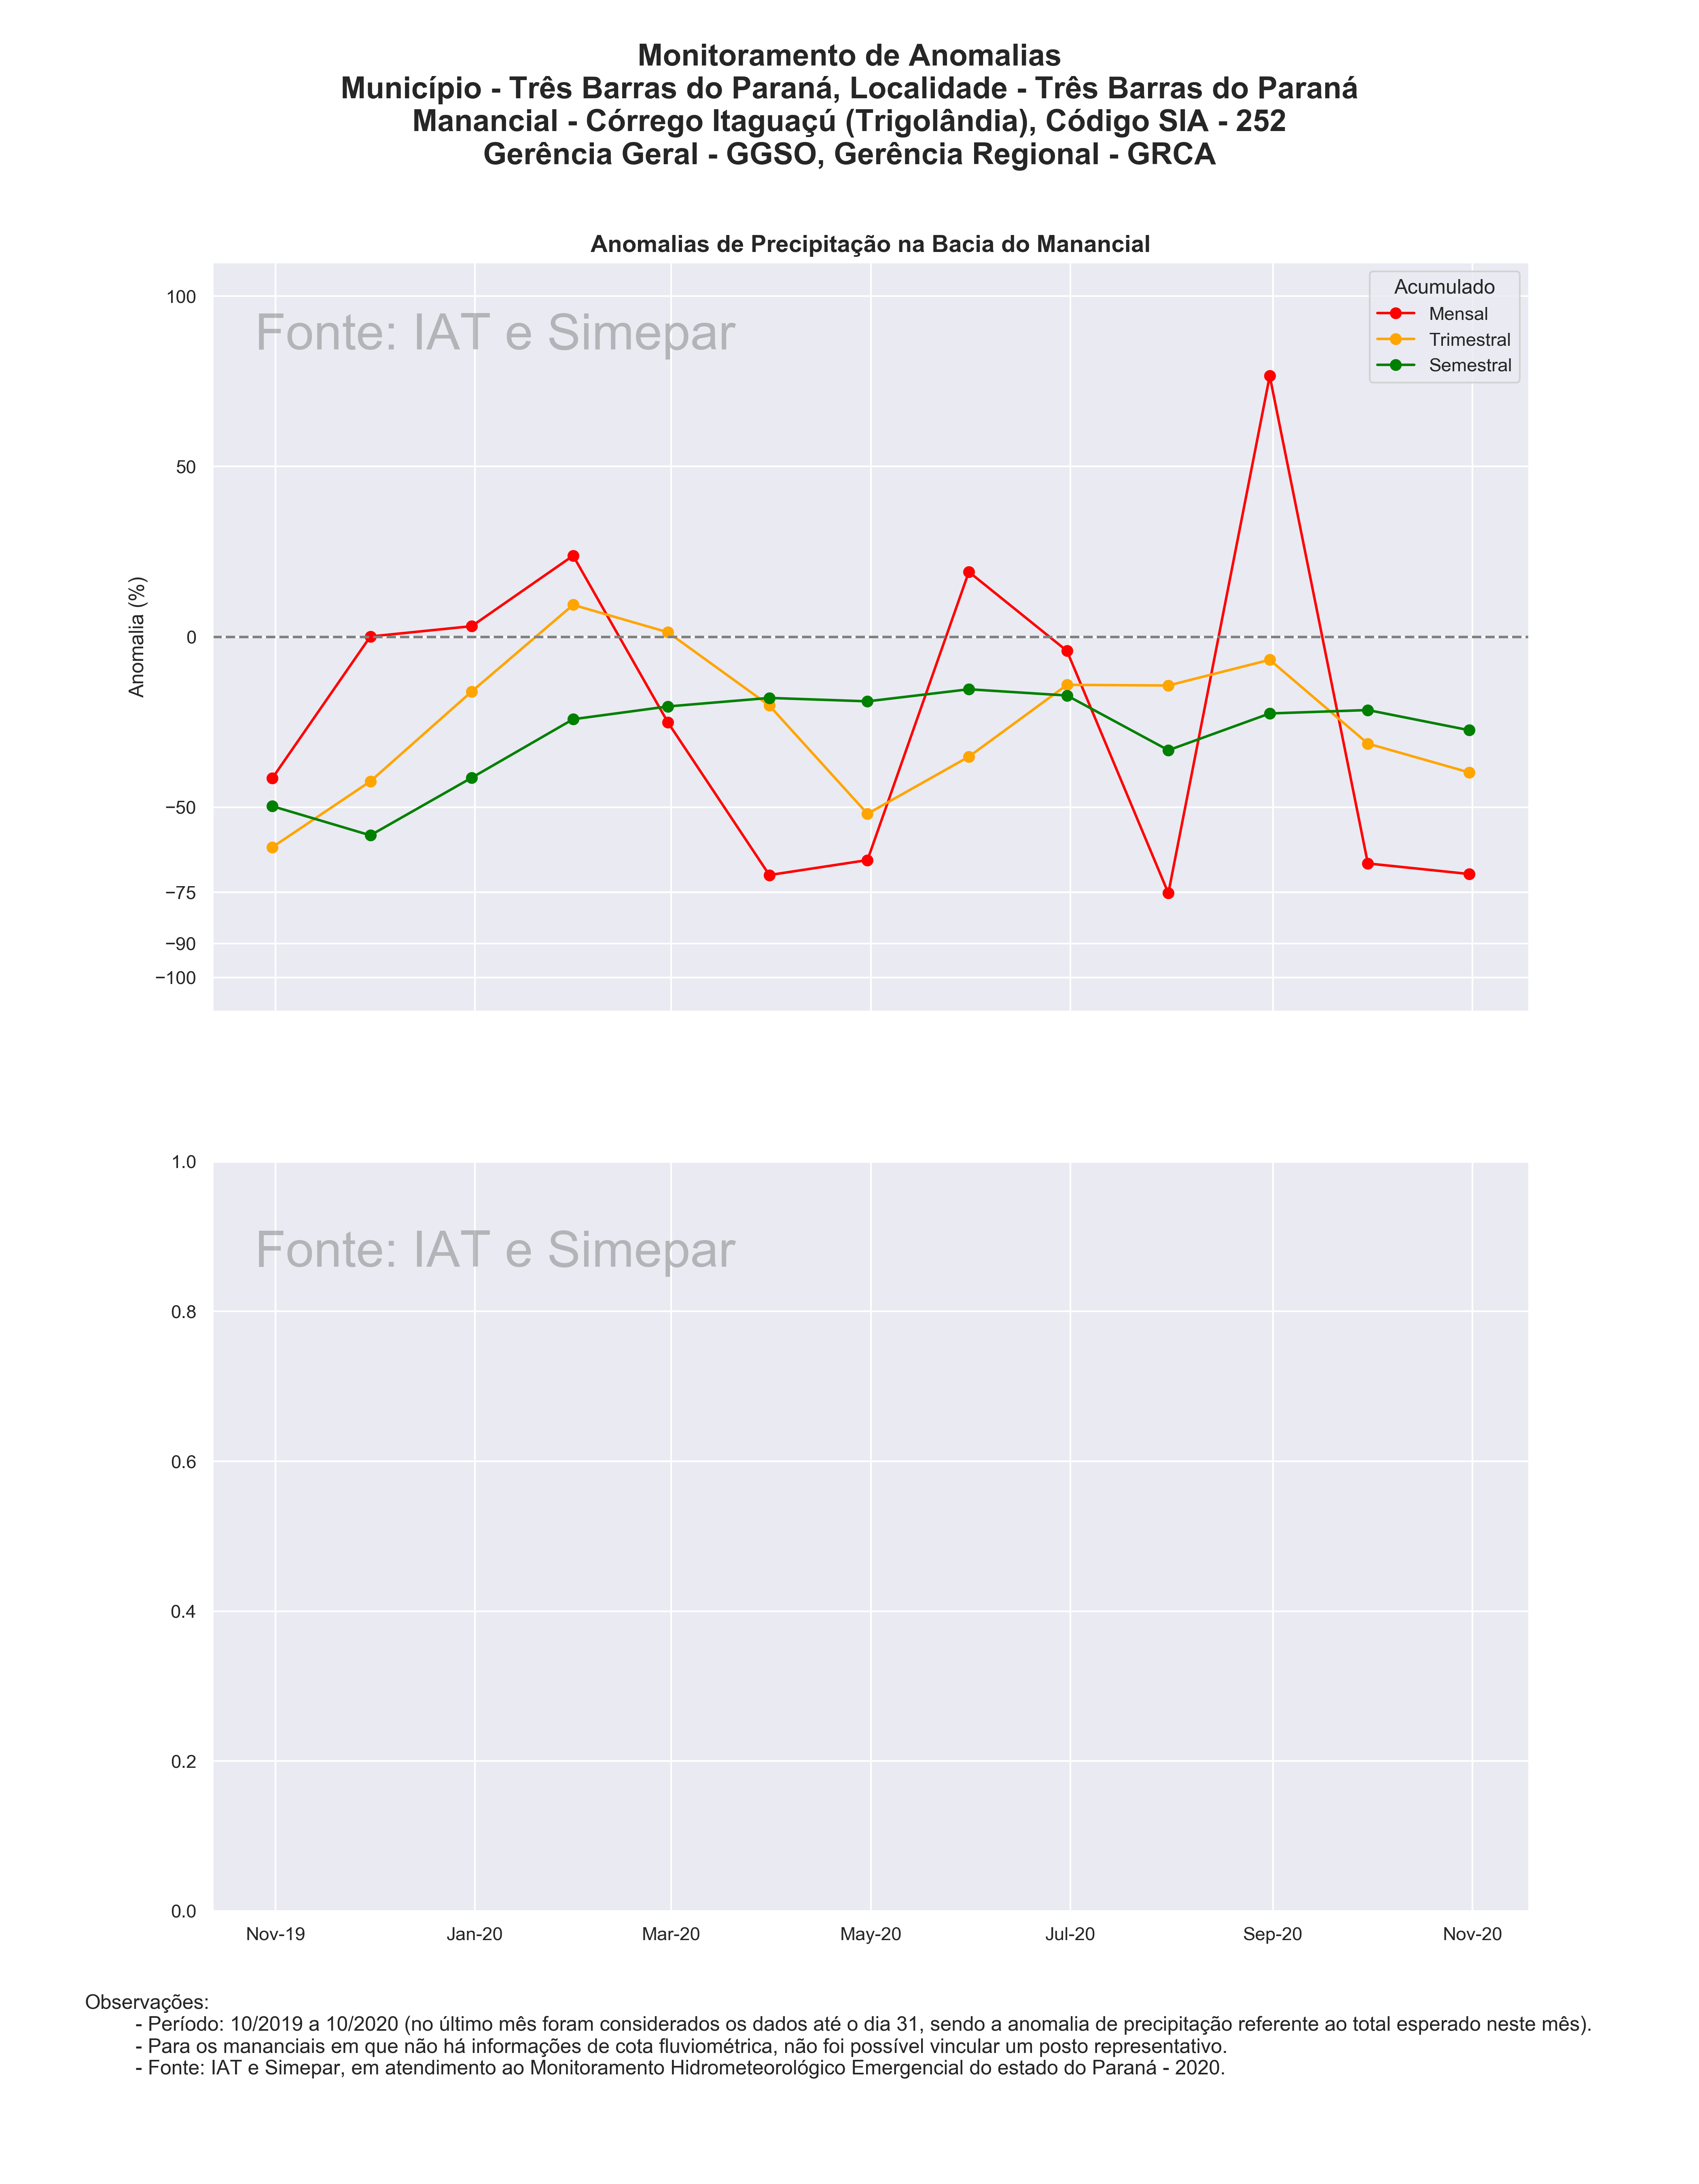 Monitoramento de Anomalias
Município - Três Barras do Paraná, Localidade - Três Barras do Paraná
Manancial - Córrego Itaguaçú (Trigolândia), Código SIA - 252
Gerência Geral - GGSO, Gerência Regional - GRCA
Anomalias de Precipitação na Bacia do Manancial
Fonte: IAT e Simepar
Acumulado
Mensal
Trimestral
Semestral
Anomalia (%)
100
50
0
−50
−75
−90
−100
Fonte: IAT e Simepar
1.0
0.8
0.6
0.4
0.2
0.0
Nov-19 Jan-20 Mar-20 May-20 Jul-20 Sep-20 Nov-20
Observações:
- Período: 10/2019 a 10/2020 (no último mês foram considerados os dados até o dia 31, sendo a anomalia de precipitação referente ao total esperado neste mês).
- Para os mananciais em que não há informações de cota fluviométrica, não foi possível vincular um posto representativo.
- Fonte: IAT e Simepar, em atendimento ao Monitoramento Hidrometeorológico Emergencial do estado do Paraná - 2020.